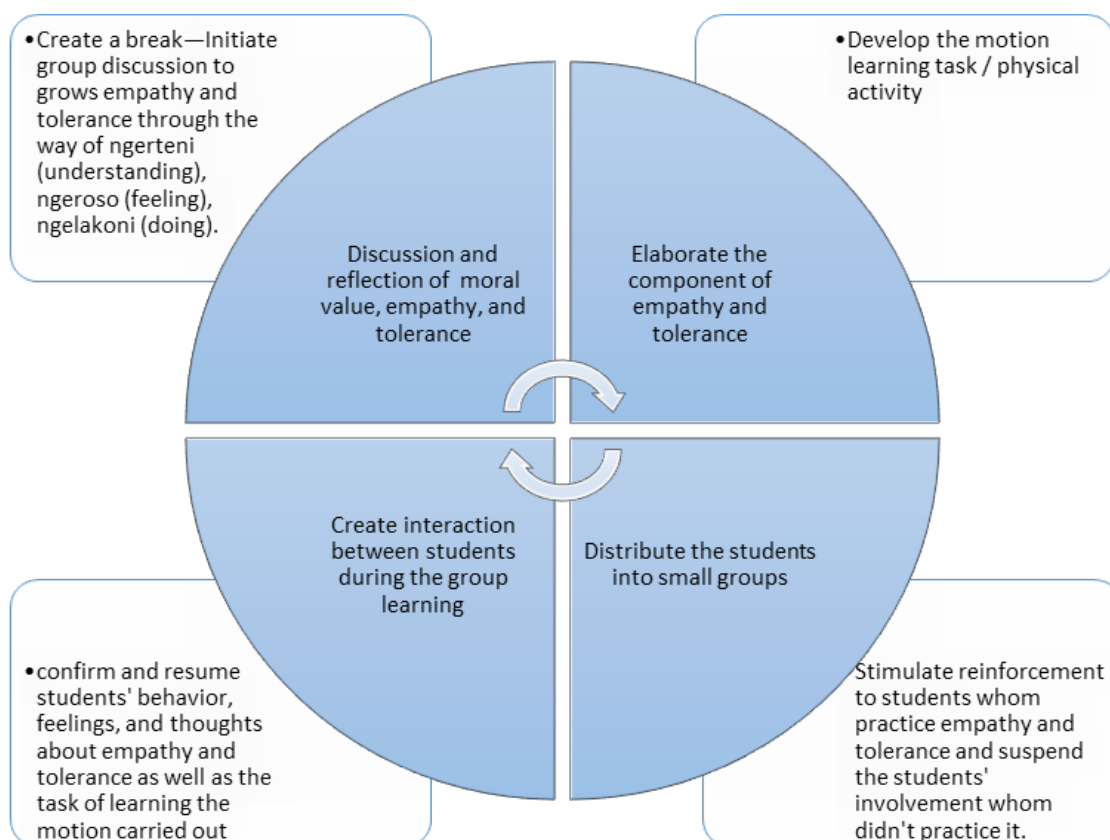 •Create a break—Initiate
group discussion to
grows empathy and
tolerance through the
way of ngerteni
(understanding),
ngeroso (feeling),
ngelakoni (doing).
•Develop the motion
learning task / physical
activity
Discussion and
reflection of moral
value, empathy, and
tolerance
Elaborate the
component of
empathy and
tolerance
Create interaction
between students
during the group
learning
Distribute the students
into small groups
•confirm and resume
students' behavior,
feelings, and thoughts
about empathy and
tolerance as well as the
task of learning the
motion carried out
Stimulate reinforcement
to students whom
practice empathy and
tolerance and suspend
the students'
involvement whom
didn't practice it.